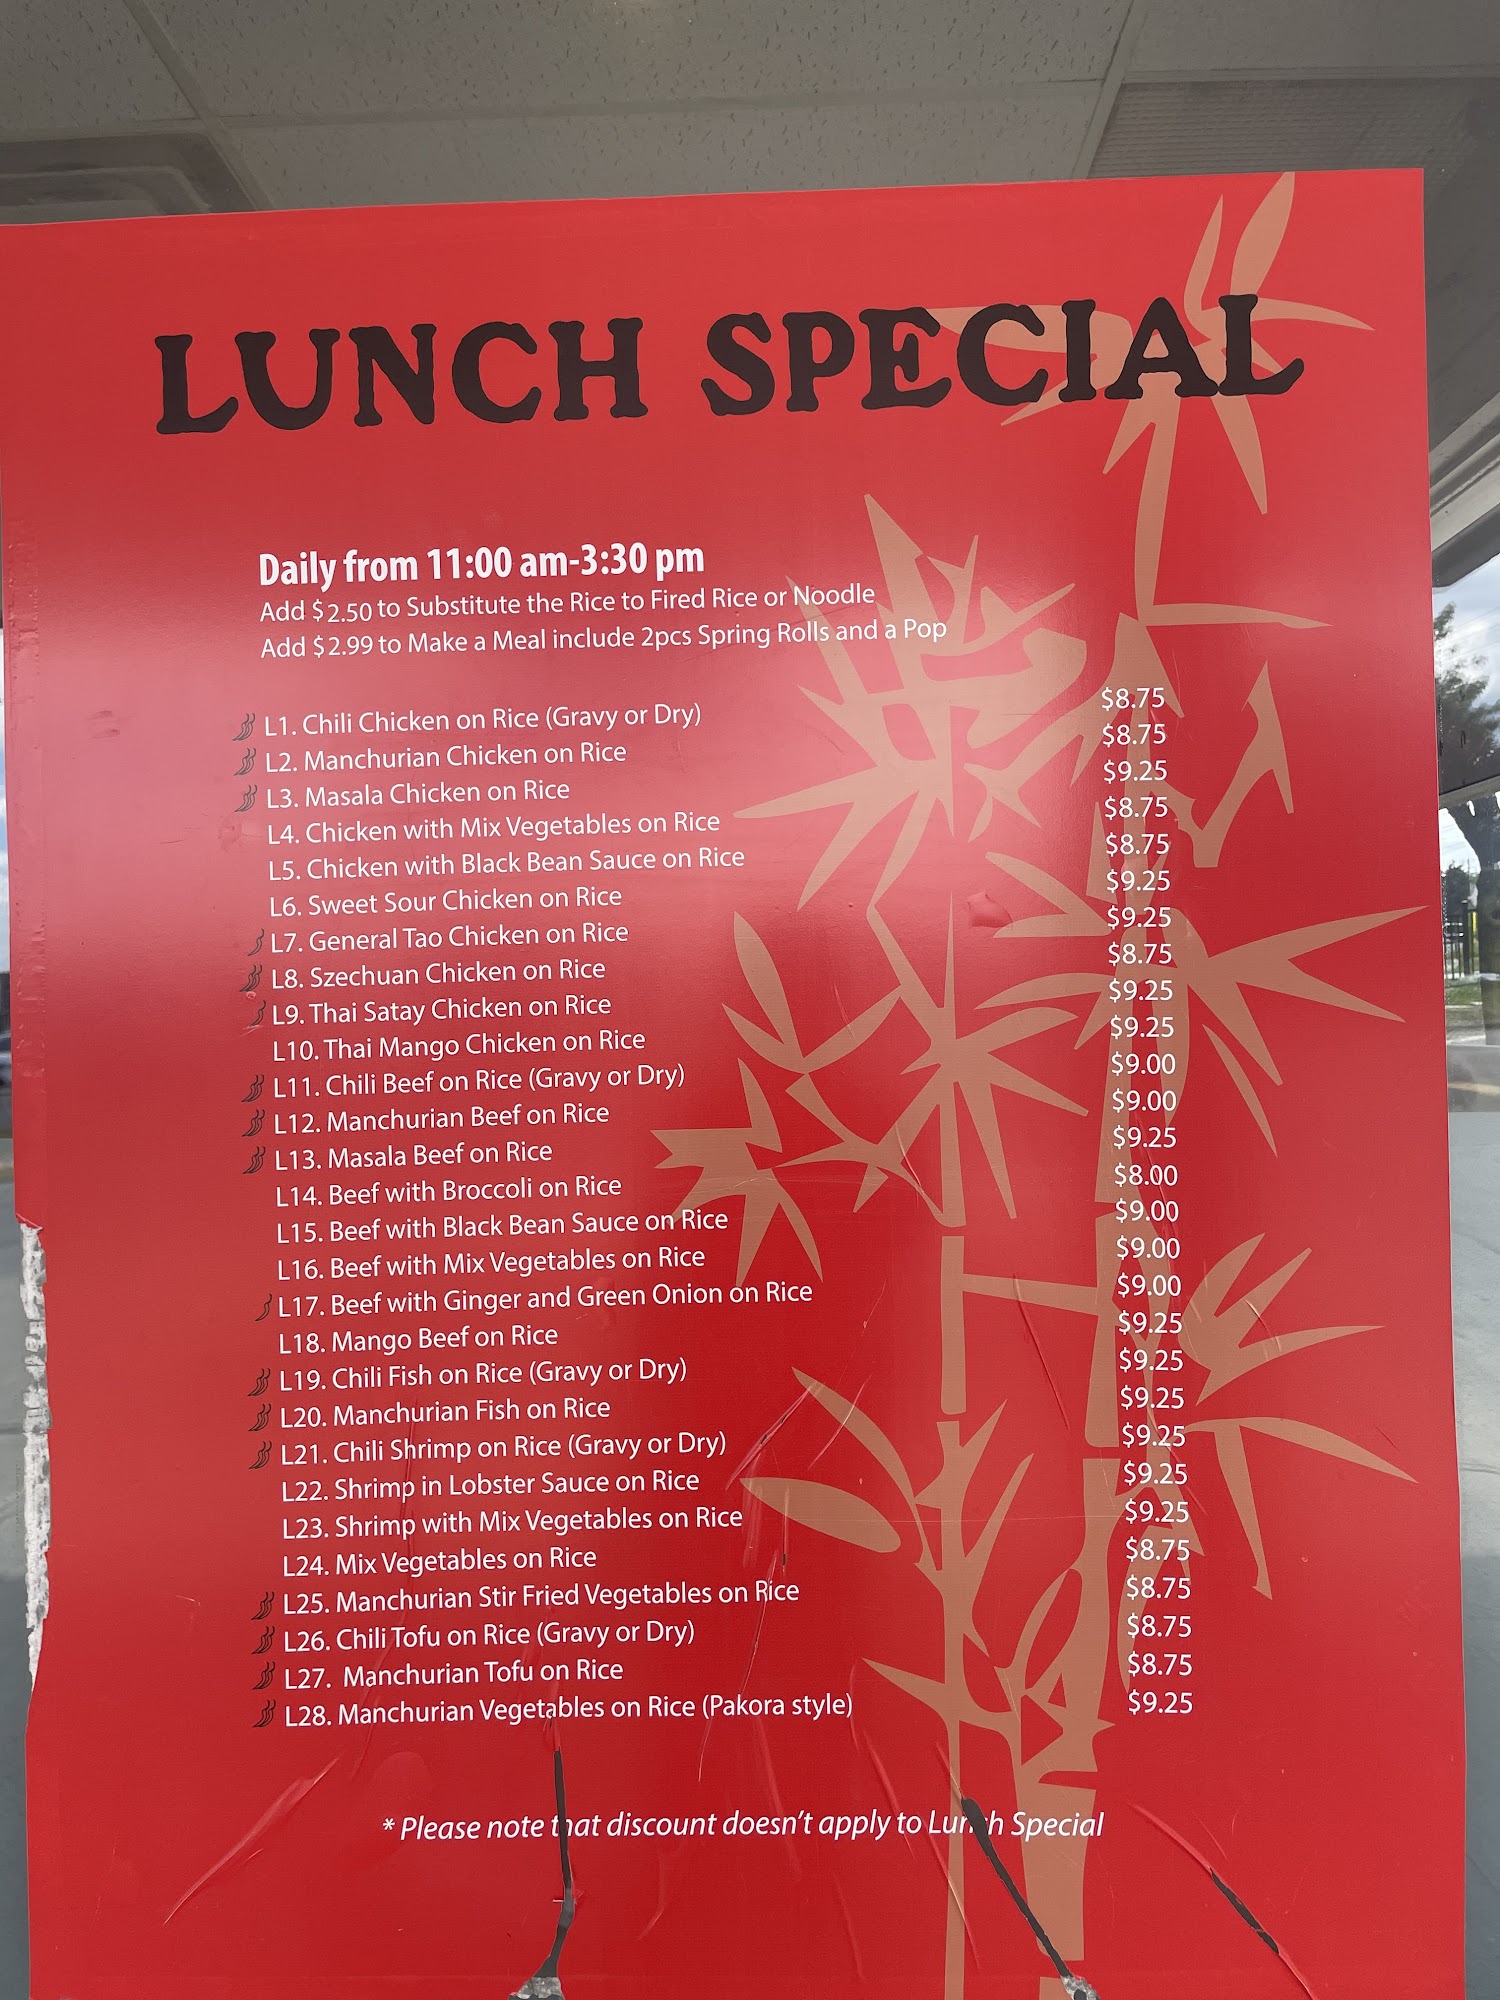 LUNCH SPECIAL
Daily from 11:00 am-3:30 pm
Add $2.50 to Substitute the Rice to Fired Rice or Noodle
Add $2.99 to Make a Meal include 2pcs Spring Rolls and a Pop
L1. Chili Chicken on Rice (Gravy or Dry) $8.75
L2. Manchurian Chicken on Rice $8.75
L3. Masala Chicken on Rice $9.25
L4. Chicken with Mix Vegetables on Rice $8.75
L5. Chicken with Black Bean Sauce on Rice $8.75
L6. Sweet Sour Chicken on Rice $9.25
L7. General Tao Chicken on Rice $9.25
L8. Szechuan Chicken on Rice $8.75
L9. Thai Satay Chicken on Rice $9.25
L10. Thai Mango Chicken on Rice $9.25
L11. Chili Beef on Rice (Gravy or Dry) $9.00
L12. Manchurian Beef on Rice $9.00
L13. Masala Beef on Rice $9.25
L14. Beef with Broccoli on Rice $8.00
L15. Beef with Black Bean Sauce on Rice $9.00
L16. Beef with Mix Vegetables on Rice $9.00
L17. Beef with Ginger and Green Onion on Rice $9.00
L18. Mango Beef on Rice $9.25
L19. Chili Fish on Rice (Gravy or Dry) $9.25
L20. Manchurian Fish on Rice $9.25
L21. Chili Shrimp on Rice (Gravy or Dry) $9.25
L22. Shrimp in Lobster Sauce on Rice $9.25
L23. Shrimp with Mix Vegetables on Rice $9.25
L24. Mix Vegetables on Rice $8.75
L25. Manchurian Stir Fried Vegetables on Rice $8.75
L26. Chili Tofu on Rice (Gravy or Dry) $8.75
L27. Manchurian Tofu on Rice $8.75
L28. Manchurian Vegetables on Rice (Pakora style) $9.25
* Please note that discount doesn't apply to Lunch Special